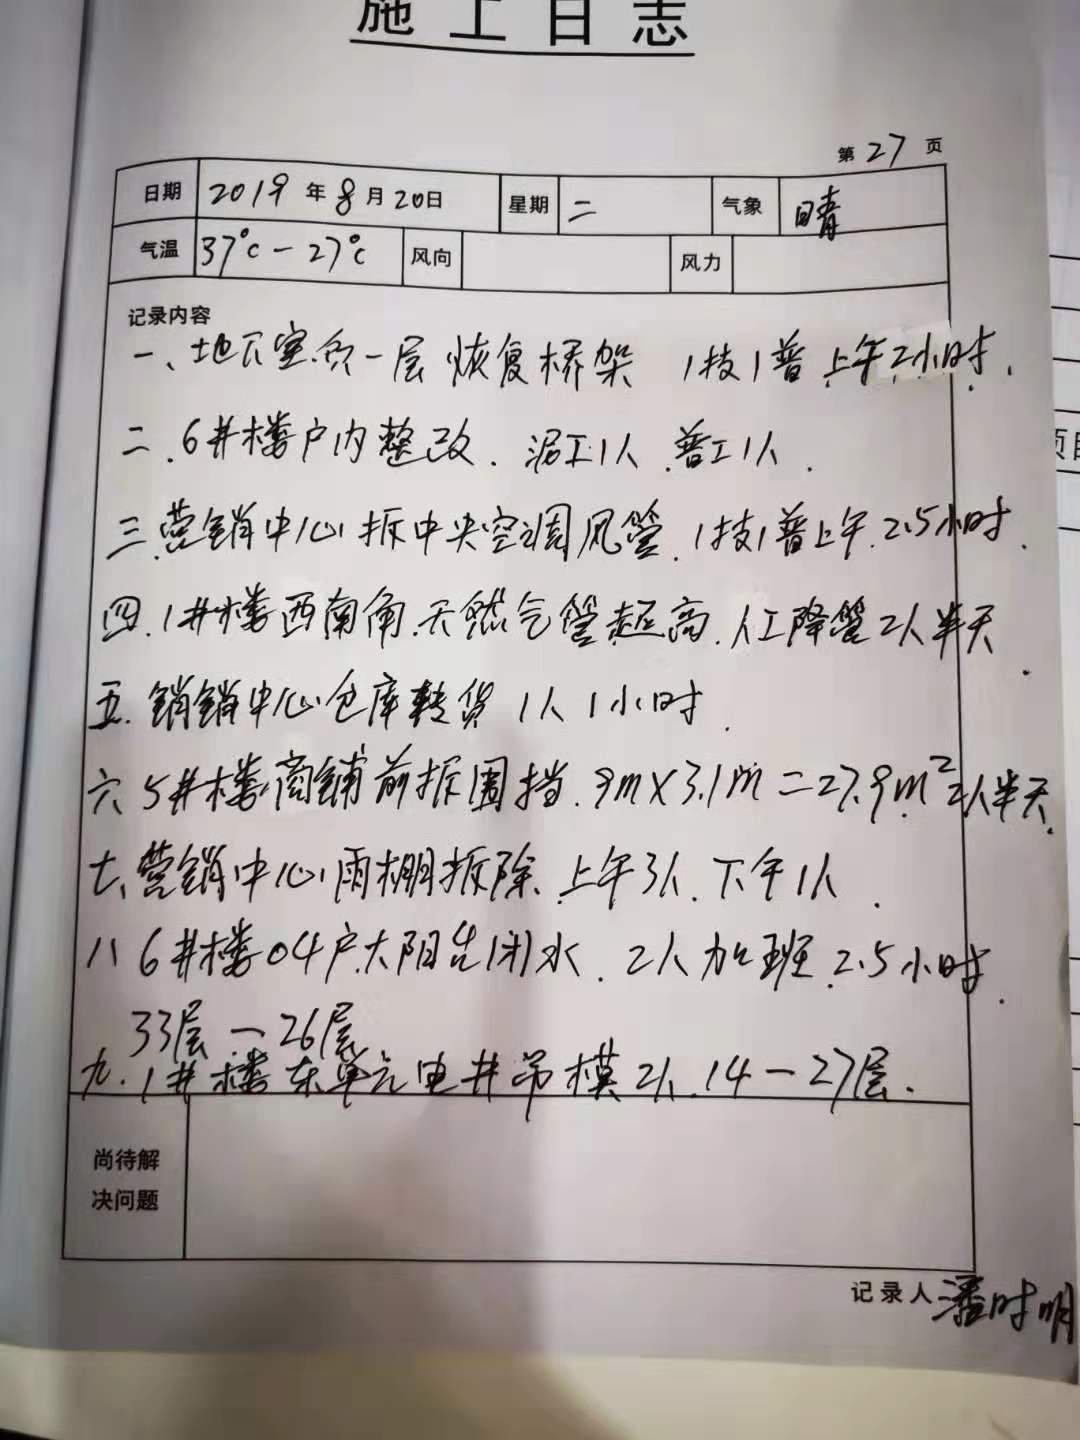 施工日志
第 27 页
日期 2019 年 8 月 20日 星期 二 气象 晴
气温 37℃-27℃ 风向 风力
记录内容
一、地下室负一层恢复桥架 1技1普上午2小时.
二.6#楼户内整改.泥工1人.普工1人.
三.营销中心拆中央空调风管.1技1普上午.2.5小时.
四.1#楼西南角.天然气管超高.人工降管2人半天.
五.销销中心仓库转货1人1小时.
项目
六.5#楼商铺前拆围挡.9m×3.1m=27.9m²2人半天.
七、营销中心雨棚拆除.上午3人.下午1人.
八6#楼04户大阳台闭水.2人加班.2.5小时.
33层-26层
九.1#楼东单元电井吊模2人.14-27层.
尚待解
决问题
记录人 潘时明